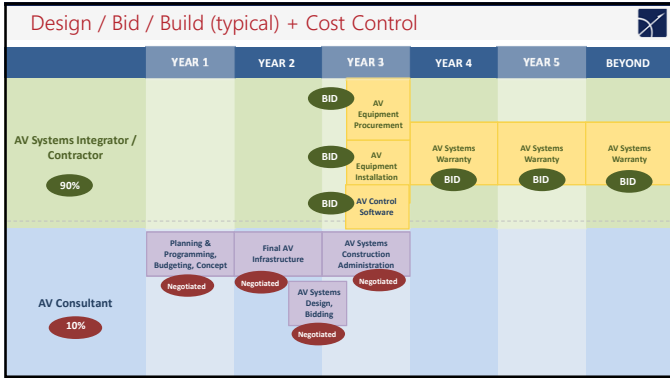 Design / Bid / Build (typical) + Cost Control
YEAR 1
YEAR 2
YEAR 3
YEAR 4
YEAR 5
BEYOND
AV Systems Integrator /
Contractor
90%
BID
AV
Equipment
Procurement
BID
AV
Equipment
Installation
BID
AV Control
Software
AV Systems
Warranty
BID
AV Systems
Warranty
BID
AV Systems
Warranty
BID
AV Consultant
10%
Planning &
Programming,
Budgeting, Concept
Negotiated
Final AV
Infrastructure
Negotiated
AV Systems
Design,
Bidding
Negotiated
AV Systems
Construction
Administration
Negotiated